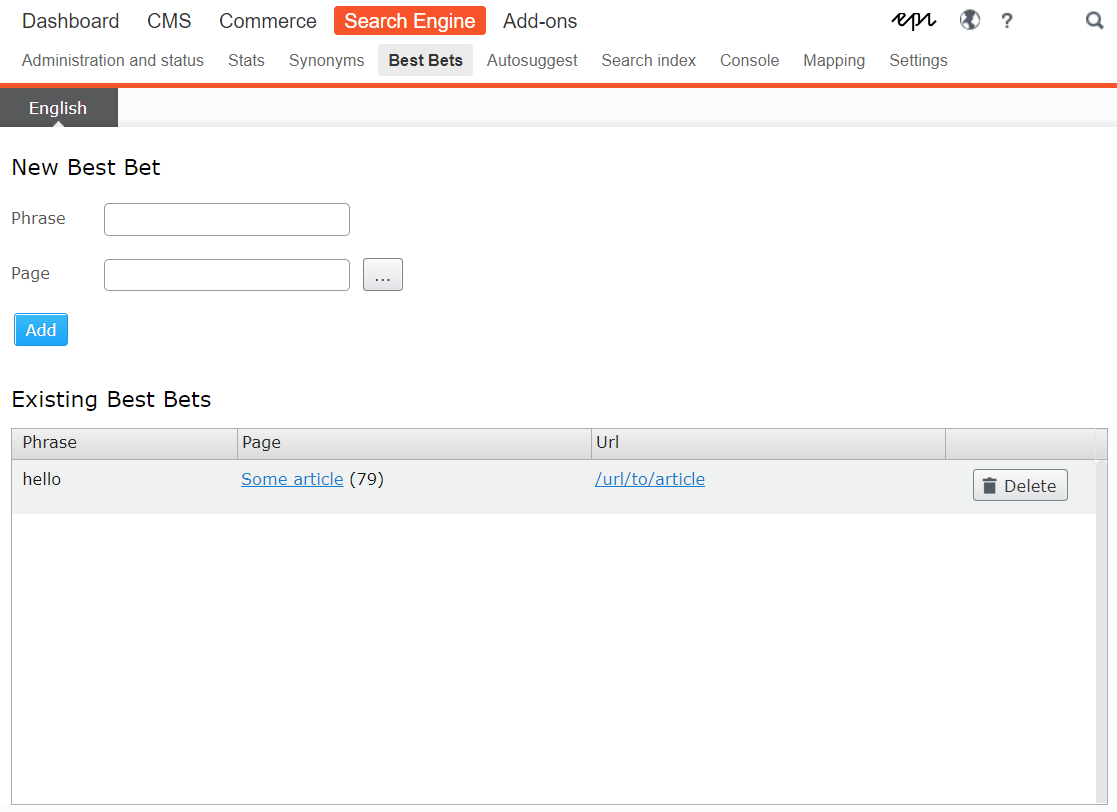 Dashboard CMS Commerce Search Engine Add-ons epi ?
Administration and status Stats Synonyms Best Bets Autosuggest Search index Console Mapping Settings
English
New Best Bet
Phrase
Page ...
Add
Existing Best Bets
Phrase Page Url
hello Some article (79) /url/to/article Delete